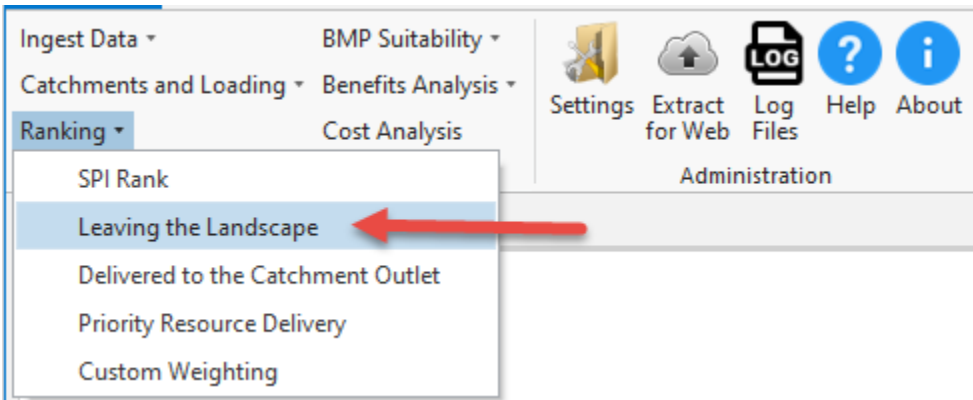 Ingest Data
BMP Suitability
Catchments and Loading
Benefits Analysis
Ranking
Cost Analysis
Settings
Extract
for Web
LOG
Log
Files
?
Help
i
About
Administration
SPI Rank
Leaving the Landscape
Delivered to the Catchment Outlet
Priority Resource Delivery
Custom Weighting